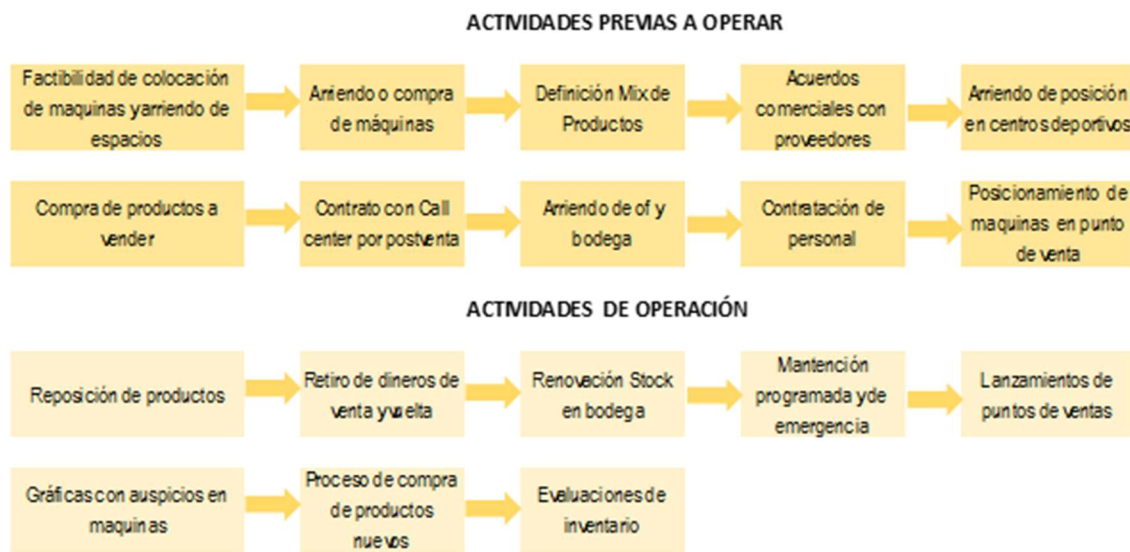 ACTIVIDADES PREVIAS A OPERAR
Factibilidad de colocación
de maquinas y arriendo de
espacios
Arriendo o compra
de máquinas
Definición Mix de
Productos
Acuerdos
comerciales con
proveedores
Arriendo de posición
en centros deportivos
Compra de productos a
vender
Contrato con Call
center por postventa
Arriendo de of y
bodega
Contratación de
personal
Posicionamiento de
maquinas en punto
de venta
ACTIVIDADES DE OPERACIÓN
Reposición de productos
Retiro de dineros de
venta y vuelta
Renovación Stock
en bodega
Mantención
programada y de
emergencia
Lanzamientos de
puntos de ventas
Gráficas con auspicios en
maquinas
Proceso de compra
de productos
nuevos
Evaluaciones de
inventario